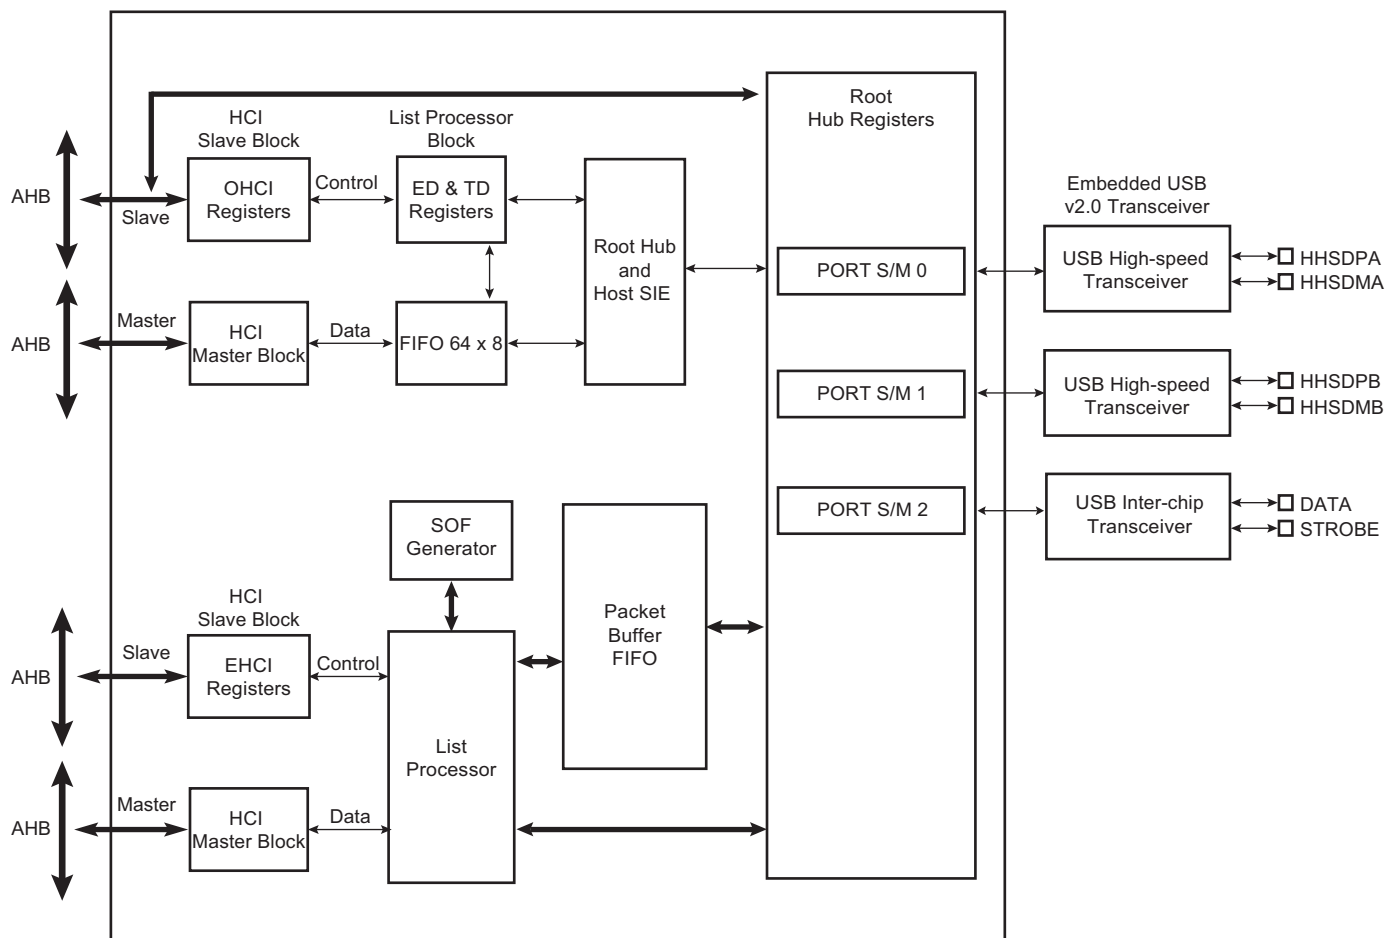 Root
Hub Registers
HCI
Slave Block
List Processor
Block
AHB
Slave
OHCI
Registers
Control
ED & TD
Registers
Root Hub
and
Host SIE
AHB
Master
HCI
Master Block
Data
FIFO 64 x 8
PORT S/M 0
PORT S/M 1
PORT S/M 2
Embedded USB
v2.0 Transceiver
USB High-speed
Transceiver
HHSDPA
HHSDMA
USB High-speed
Transceiver
HHSDPB
HHSDMB
USB Inter-chip
Transceiver
DATA
STROBE
SOF
Generator
Packet
Buffer
FIFO
HCI
Slave Block
AHB
Slave
EHCI
Registers
Control
List
Processor
AHB
Master
HCI
Master Block
Data